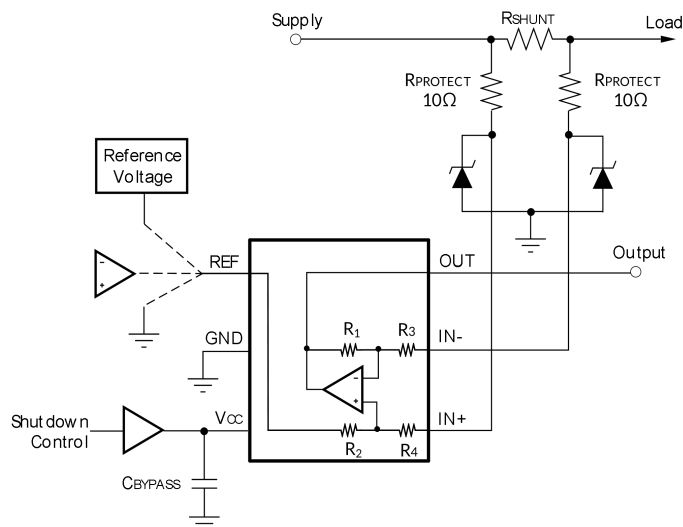 Supply
RSHUNT
Load
RPROTECT
10Ω
RPROTECT
10Ω
Reference
Voltage
REF
OUT
Output
-
+
GND
R1
R3
IN-
-
+
Shutdown
Control
VCC
R2
R4
IN+
CBYPASS